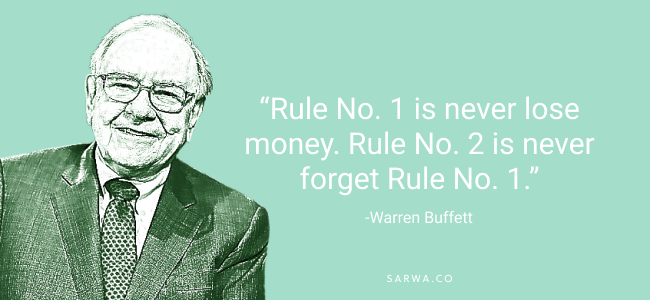 “Rule No. 1 is never lose
money. Rule No. 2 is never
forget Rule No. 1.”
-Warren Buffett
SARWA.CO